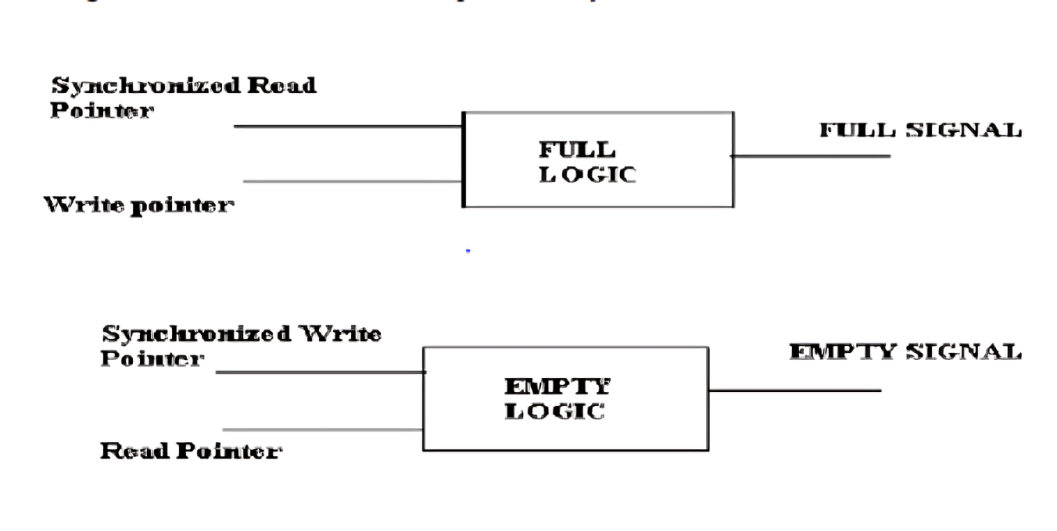 Synchronized Read
Pointer
FULL SIGNAL
FULL
LOGIC
Write pointer
Synchronized Write
Pointer
EMPTY SIGNAL
EMPTY
LOGIC
Read Pointer